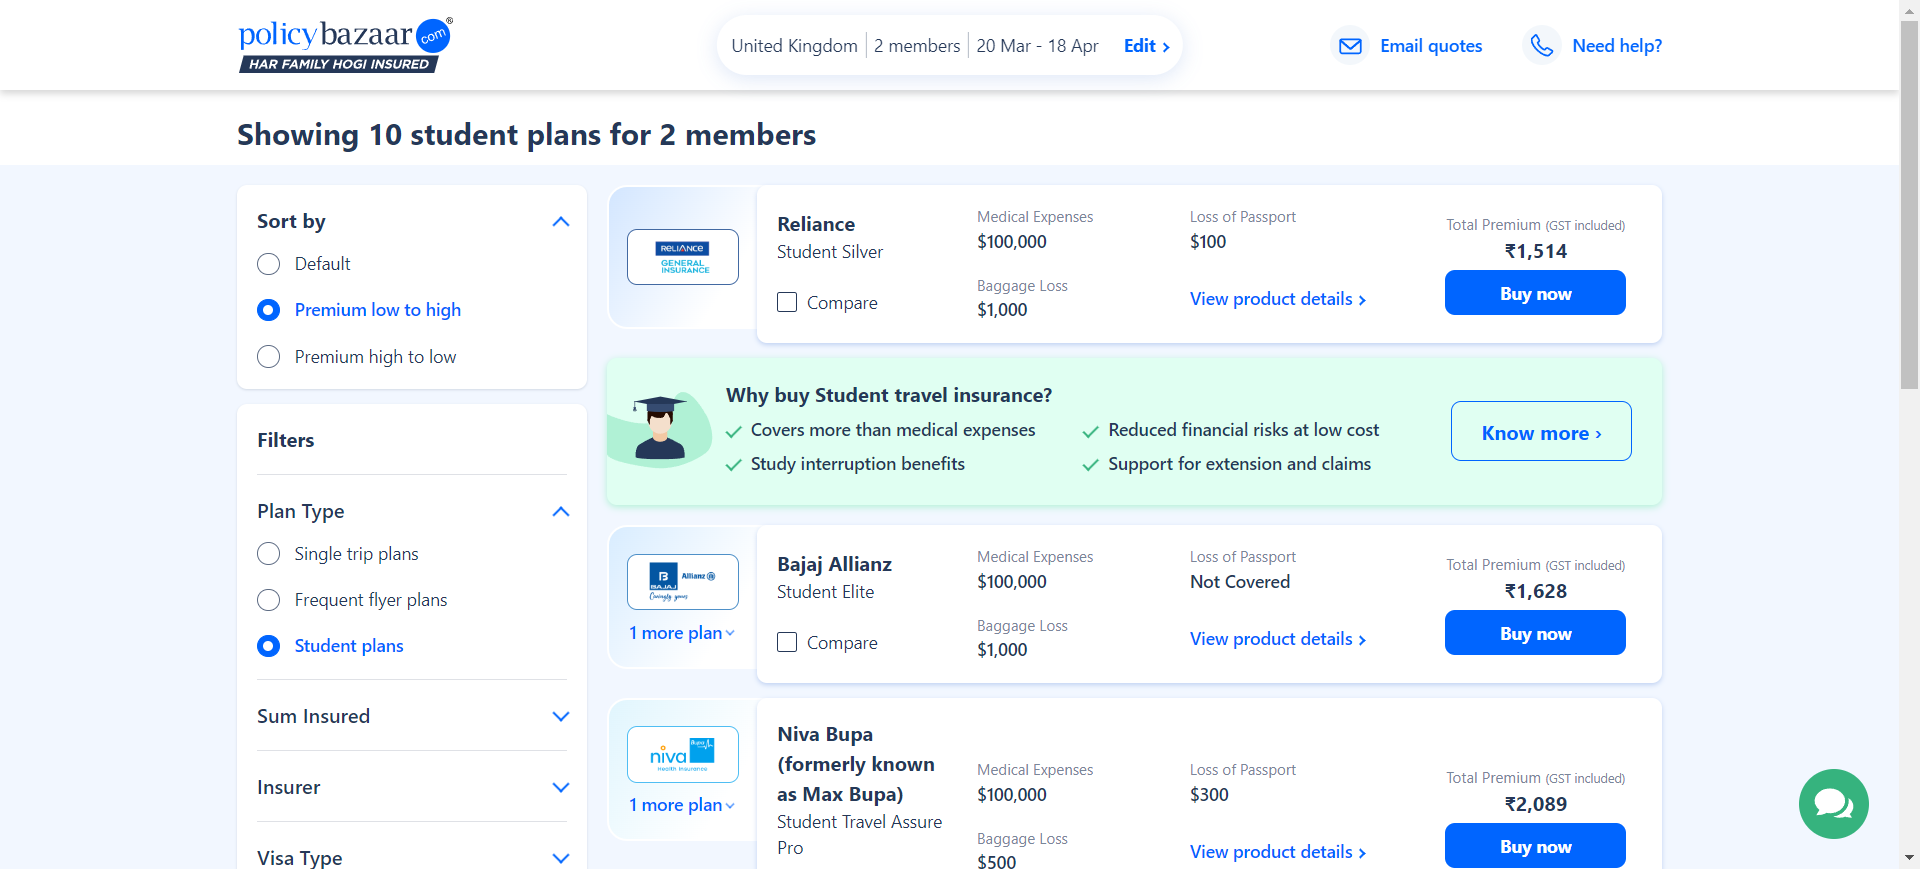 policybazaar.com®
HAR FAMILY HOGI INSURED
United Kingdom 2 members 20 Mar - 18 Apr Edit ›
Email quotes
Need help?
Showing 10 student plans for 2 members
Sort by
Default
Premium low to high
Premium high to low
Filters
Plan Type
Single trip plans
Frequent flyer plans
Student plans
Sum Insured
Insurer
Visa Type
RELIANCE
GENERAL
INSURANCE
Reliance
Student Silver
Compare
Medical Expenses
$100,000
Baggage Loss
$1,000
Loss of Passport
$100
View product details ›
Total Premium (GST included)
₹1,514
Buy now
Why buy Student travel insurance?
Covers more than medical expenses
Reduced financial risks at low cost
Study interruption benefits
Support for extension and claims
Know more ›
B
BAJAJ
Allianz
Caringly yours
1 more plan
Bajaj Allianz
Student Elite
Compare
Medical Expenses
$100,000
Baggage Loss
$1,000
Loss of Passport
Not Covered
View product details ›
Total Premium (GST included)
₹1,628
Buy now
niva
Bupa
Health Insurance
1 more plan
Niva Bupa
(formerly known
as Max Bupa)
Student Travel Assure
Pro
Medical Expenses
$100,000
Baggage Loss
$500
Loss of Passport
$300
View product details ›
Total Premium (GST included)
₹2,089
Buy now